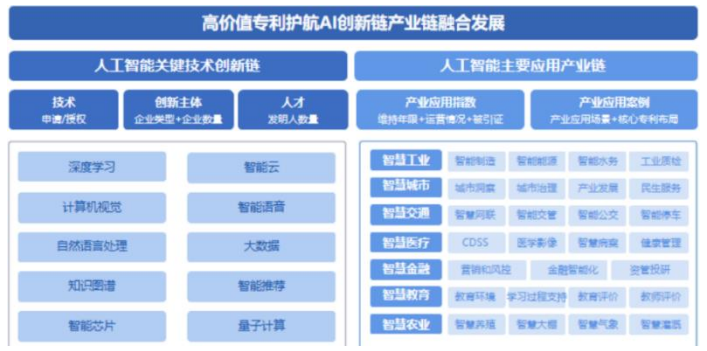 高价值专利护航AI创新链产业链融合发展
人工智能关键技术创新链
人工智能主要应用产业链
技术
申请/授权
创新主体
企业类型+企业数量
人才
发明人数量
产业应用指数
维持年限+运营情况+被引证
产业应用案例
产业应用场景+核心专利布局
深度学习
智能云
计算机视觉
智能语音
自然语言处理
大数据
知识图谱
智能推荐
智能芯片
量子计算
智慧工业 智能制造 智能能源 智能水务 工业质检
智慧城市 城市洞察 城市治理 产业发展 民生服务
智慧交通 智慧网联 智能交管 智能公交 智能停车
智慧医疗 CDSS 医学影像 智慧病案 健康管理
智慧金融 营销和风控 金融智能化 资管投研
智慧教育 教育环境 学习过程支持 教育评价 教师评价
智慧农业 智慧养殖 智慧大棚 智慧气象 智慧灌溉